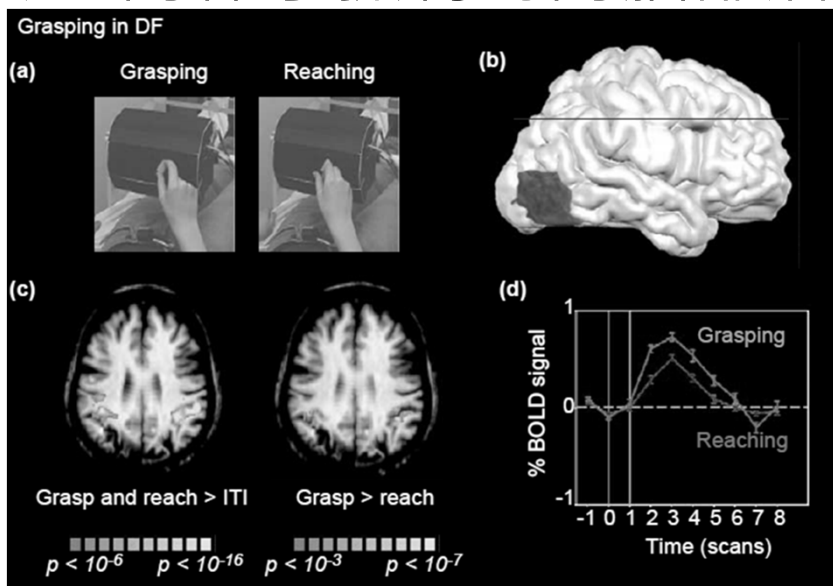 Grasping in DF
(a)
Grasping
Reaching
(b)
(c)
Grasp and reach > ITI
Grasp > reach
p < 10-6
p < 10-16
p < 10-3
p < 10-7
(d)
% BOLD signal
1
0
-1
Grasping
Reaching
-1 0 1 2 3 4 5 6 7 8
Time (scans)